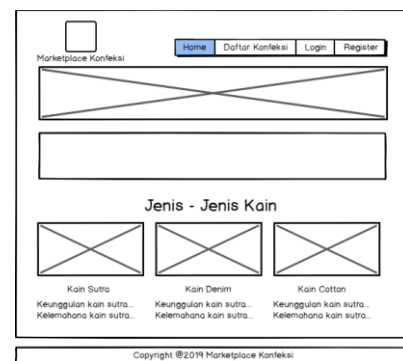 Marketplace Konfeksi
Home Daftar Konfeksi Login Register
Jenis - Jenis Kain
Kain Sutra Kain Denim Kain Cotton
Keunggulan kain sutra... Keunggulan kain sutra... Keunggulan kain sutra...
Kelemahana kain sutra... Kelemahana kain sutra... Kelemahana kain sutra...
Copyright @2019 Marketplace Konfeksi